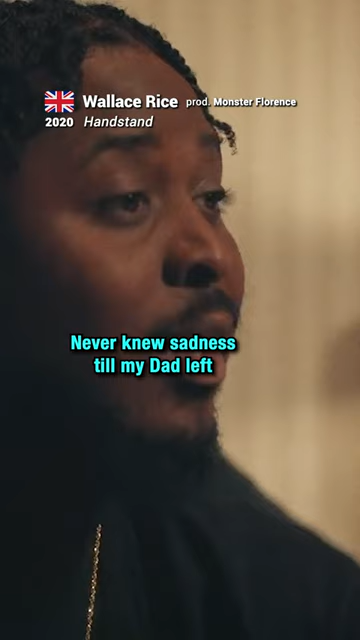 Wallace Rice prod. Monster Florence
2020 Handstand
Never knew sadness
till my Dad left